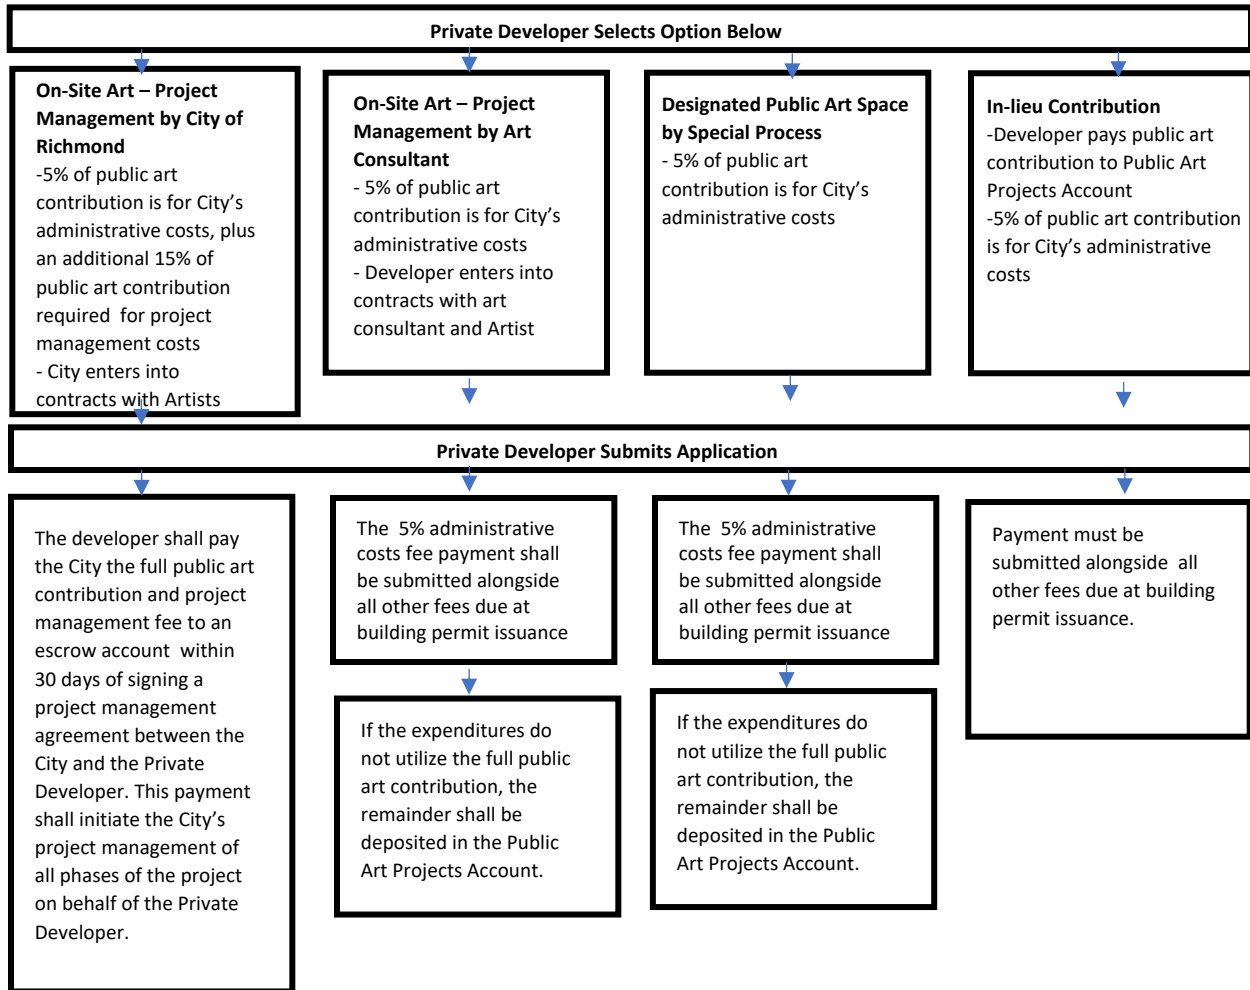 Private Developer Selects Option Below
On-Site Art – Project
Management by City of
Richmond
-5% of public art
contribution is for City’s
administrative costs, plus
an additional 15% of
public art contribution
required for project
management costs
- City enters into
contracts with Artists
On-Site Art – Project
Management by Art
Consultant
- 5% of public art
contribution is for City’s
administrative costs
- Developer enters into
contracts with art
consultant and Artist
Designated Public Art Space
by Special Process
- 5% of public art
contribution is for City’s
administrative costs
In-lieu Contribution
-Developer pays public art
contribution to Public Art
Projects Account
-5% of public art contribution
is for City’s administrative
costs
Private Developer Submits Application
The developer shall pay
the City the full public art
contribution and project
management fee to an
escrow account within
30 days of signing a
project management
agreement between the
City and the Private
Developer. This payment
shall initiate the City’s
project management of
all phases of the project
on behalf of the Private
Developer.
The 5% administrative
costs fee payment shall
be submitted alongside
all other fees due at
building permit issuance
If the expenditures do
not utilize the full public
art contribution, the
remainder shall be
deposited in the Public
Art Projects Account.
The 5% administrative
costs fee payment shall
be submitted alongside
all other fees due at
building permit issuance
If the expenditures do
not utilize the full public
art contribution, the
remainder shall be
deposited in the Public
Art Projects Account.
Payment must be
submitted alongside all
other fees due at building
permit issuance.